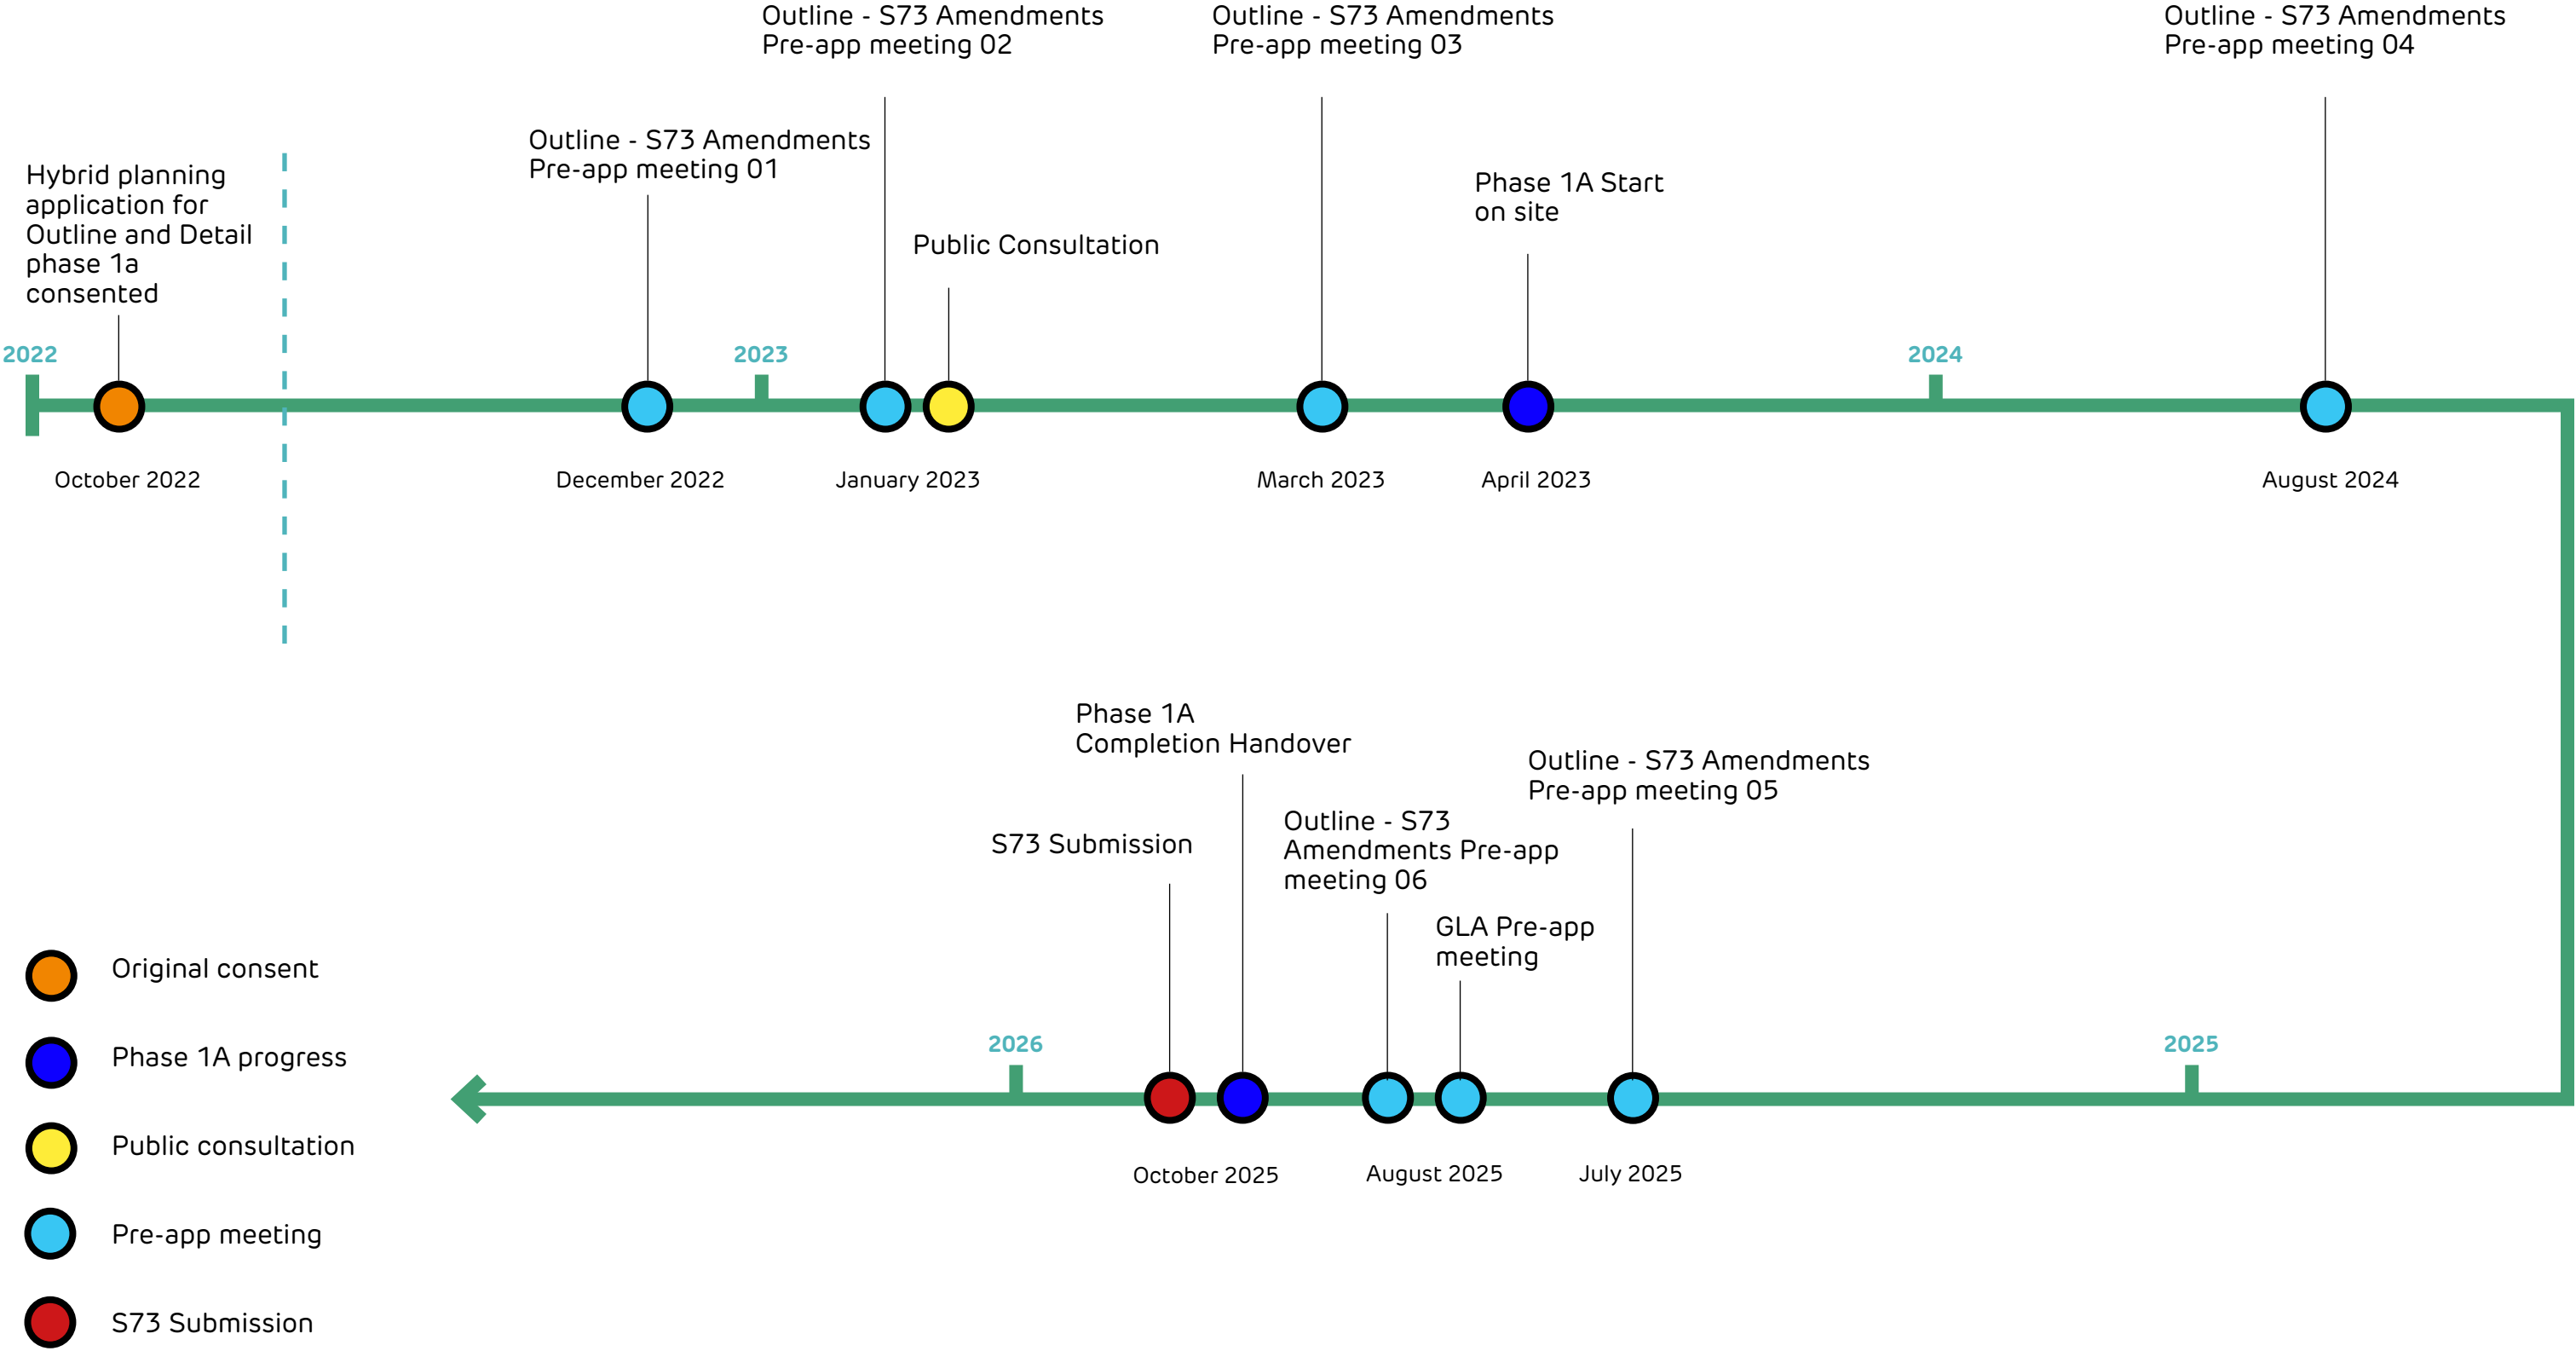 Outline - S73 Amendments
Pre-app meeting 02
Outline - S73 Amendments
Pre-app meeting 03
Outline - S73 Amendments
Pre-app meeting 04
Outline - S73 Amendments
Pre-app meeting 01
Hybrid planning
application for
Outline and Detail
phase 1a
consented
Phase 1A Start
on site
Public Consultation
2022
2023
2024
October 2022
December 2022
January 2023
March 2023
April 2023
August 2024
Phase 1A
Completion Handover
Outline - S73 Amendments
Pre-app meeting 05
S73 Submission
Outline - S73
Amendments Pre-app
meeting 06
GLA Pre-app
meeting
2026
2025
October 2025
August 2025
July 2025
Original consent
Phase 1A progress
Public consultation
Pre-app meeting
S73 Submission